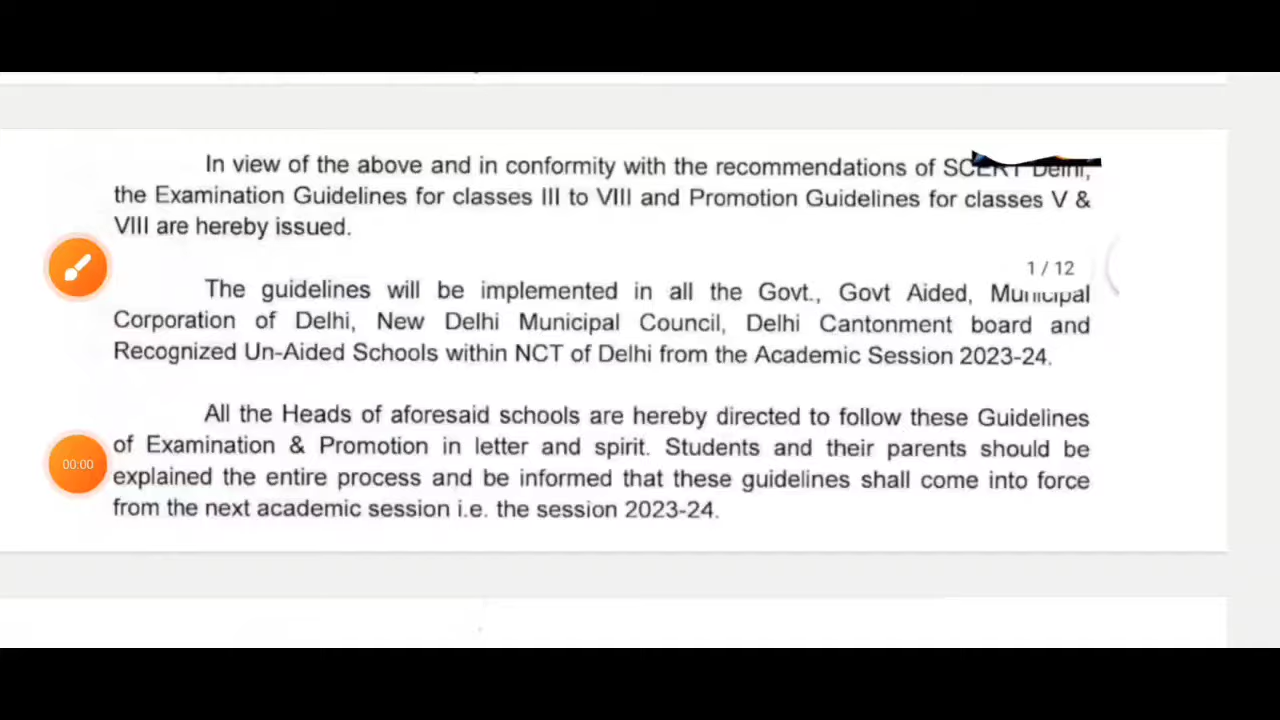 In view of the above and in conformity with the recommendations of SCERT Delhi,
the Examination Guidelines for classes III to VIII and Promotion Guidelines for classes V &
VIII are hereby issued.
1 / 12
The guidelines will be implemented in all the Govt., Govt Aided, Municipal
Corporation of Delhi, New Delhi Municipal Council, Delhi Cantonment board and
Recognized Un-Aided Schools within NCT of Delhi from the Academic Session 2023-24.
All the Heads of aforesaid schools are hereby directed to follow these Guidelines
of Examination & Promotion in letter and spirit. Students and their parents should be
00:00
explained the entire process and be informed that these guidelines shall come into force
from the next academic session i.e. the session 2023-24.